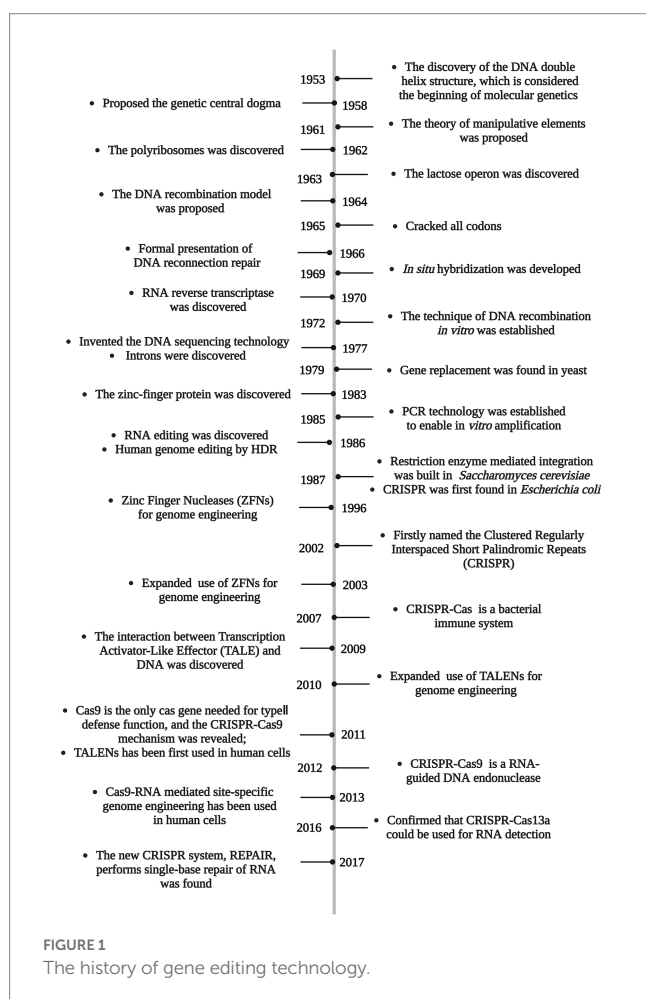 1953
• The discovery of the DNA double
helix structure, which is considered
the beginning of molecular genetics
• Proposed the genetic central dogma
1958
1961
• The theory of manipulative elements
was proposed
• The polyribosomes was discovered
1962
1963
• The lactose operon was discovered
• The DNA recombination model
was proposed
1964
1965
• Cracked all codons
• Formal presentation of
DNA reconnection repair
1966
1969
• In situ hybridization was developed
• RNA reverse transcriptase
was discovered
1970
1972
• The technique of DNA recombination
in vitro was established
• Invented the DNA sequencing technology
• Introns were discovered
1977
1979
• Gene replacement was found in yeast
• The zinc-finger protein was discovered
1983
1985
• PCR technology was established
to enable in vitro amplification
• RNA editing was discovered
• Human genome editing by HDR
1986
1987
• Restriction enzyme mediated integration
was built in Saccharomyces cerevisiae
• CRISPR was first found in Escherichia coli
• Zinc Finger Nucleases (ZFNs)
for genome engineering
1996
2002
• Firstly named the Clustered Regularly
Interspaced Short Palindromic Repeats
(CRISPR)
• Expanded use of ZFNs for
genome engineering
2003
2007
• CRISPR-Cas is a bacterial
immune system
• The interaction between Transcription
Activator-Like Effector (TALE) and
DNA was discovered
2009
2010
• Expanded use of TALENs for
genome engineering
• Cas9 is the only cas gene needed for typeⅡ
defense function, and the CRISPR-Cas9
mechanism was revealed;
• TALENs has been first used in human cells
2011
2012
• CRISPR-Cas9 is a RNA-
guided DNA endonuclease
• Cas9-RNA mediated site-specific
genome engineering has been used
in human cells
2013
2016
• Confirmed that CRISPR-Cas13a
could be used for RNA detection
• The new CRISPR system, REPAIR,
performs single-base repair of RNA
was found
2017
FIGURE 1
The history of gene editing technology.